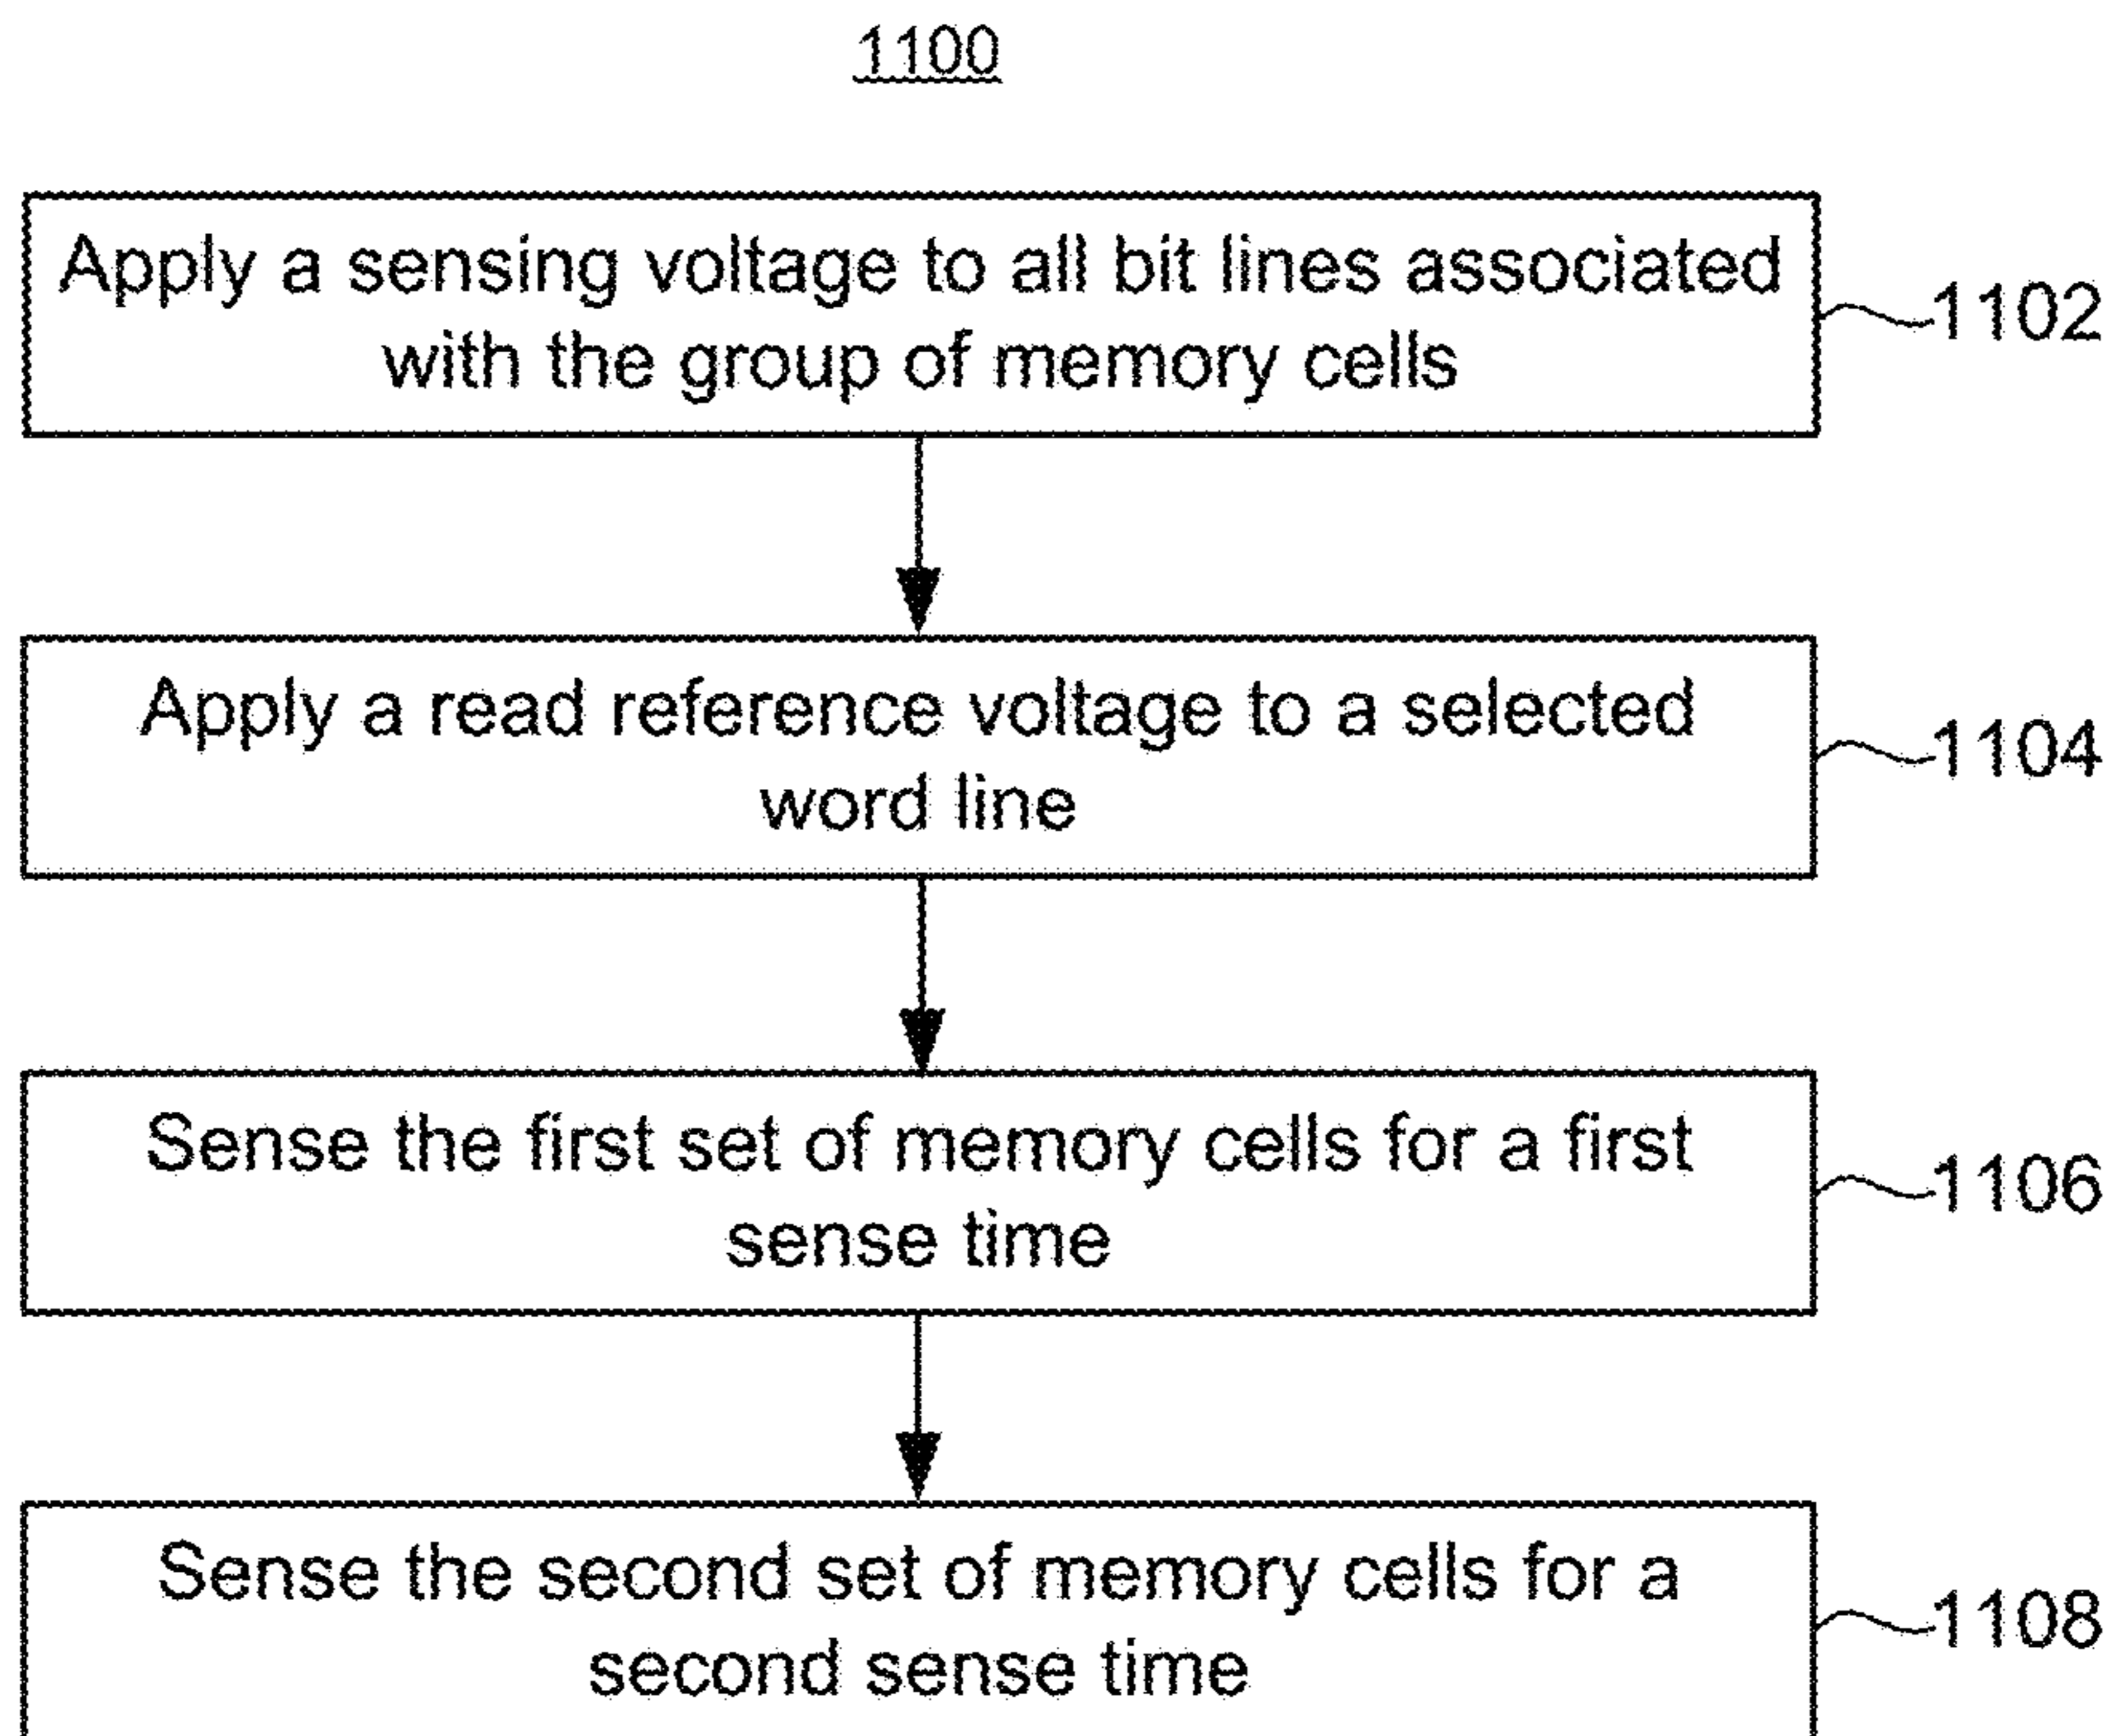 1100
Apply a sensing voltage to all bit lines associated
with the group of memory cells
1102
Apply a read reference voltage to a selected
word line
1104
Sense the first set of memory cells for a first
sense time
1106
Sense the second set of memory cells for a
second sense time
1108